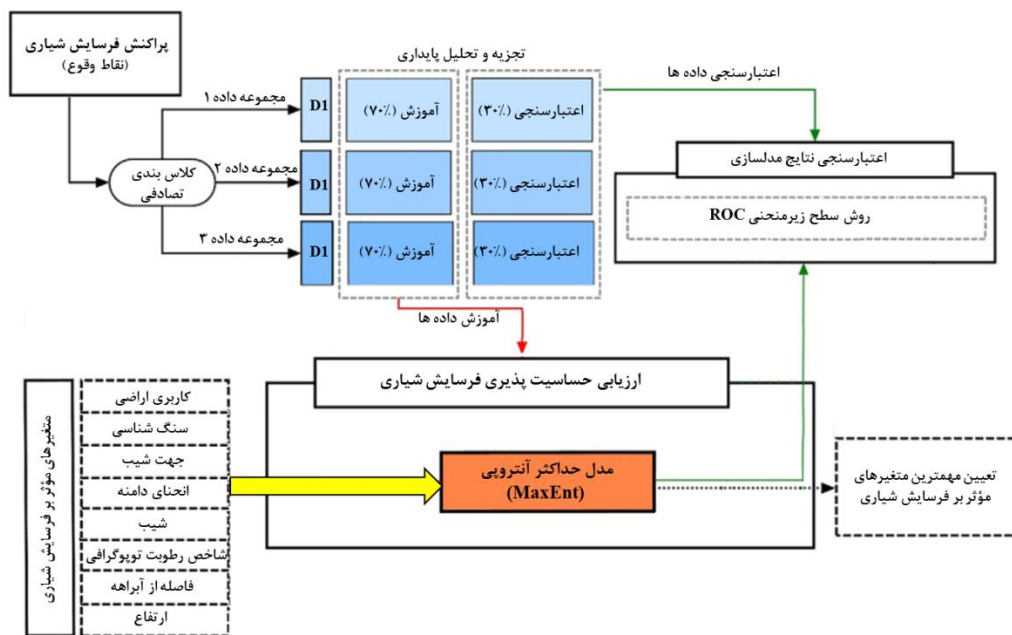 پراکنش فرسایش شیاری
(نقاط وقوع)
کلاس بندی
تصادفی
مجموعه داده ۱
مجموعه داده ۲
مجموعه داده ۳
تجزیه و تحلیل پایداری
D1
آموزش (۷۰٪)
اعتبارسنجی (۳۰٪)
D1
آموزش (۷۰٪)
اعتبارسنجی (۳۰٪)
D1
آموزش (۷۰٪)
اعتبارسنجی (۳۰٪)
اعتبارسنجی داده ها
اعتبارسنجی نتایج مدلسازی
روش سطح زیرمنحنی ROC
آموزش داده ها
ارزیابی حساسیت پذیری فرسایش شیاری
مدل حداکثر آنتروپی
(MaxEnt)
تعیین مهمترین متغیرهای
مؤثر بر فرسایش شیاری
متغیرهای مؤثر بر فرسایش شیاری
کاربری اراضی
سنگ شناسی
جهت شیب
انحنای دامنه
شیب
شاخص رطوبت توپوگرافی
فاصله از آبراهه
ارتفاع